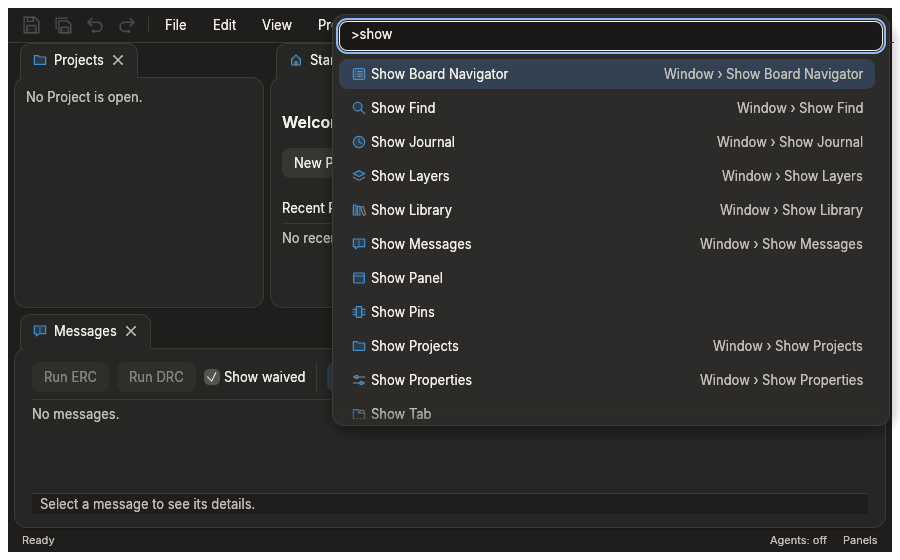 File Edit View
>show
Projects
No Project is open.
Show Board Navigator Window › Show Board Navigator
Show Find Window › Show Find
Show Journal Window › Show Journal
Show Layers Window › Show Layers
Show Library Window › Show Library
Show Messages Window › Show Messages
Show Panel
Show Pins
Show Projects Window › Show Projects
Show Properties Window › Show Properties
Show Tab
New P
Recent
No recen
Messages
Run ERC Run DRC Show waived
No messages.
Select a message to see its details.
Ready Agents: off Panels